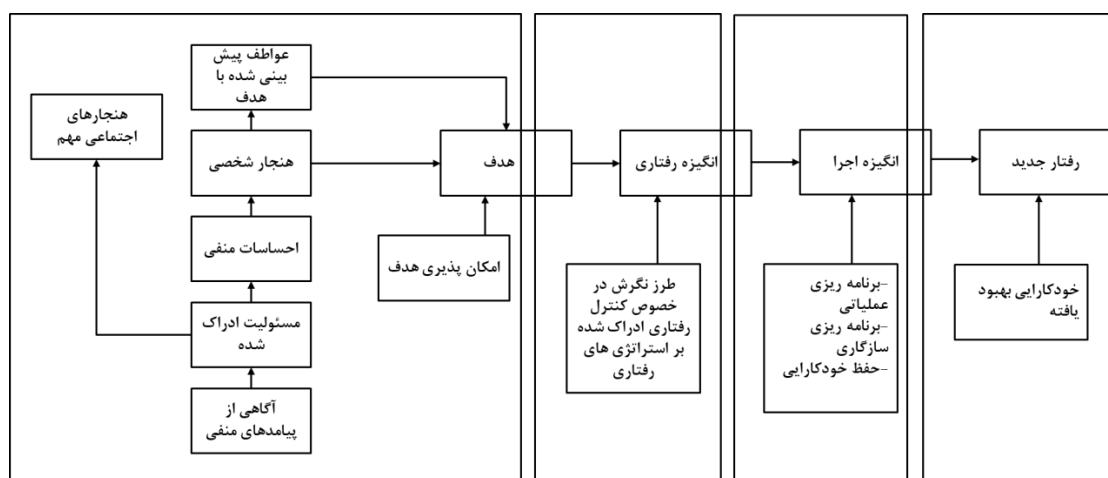 عواطف پیش
بینی شده با
هدف
هنجارهای
اجتماعی مهم
هنجار شخصی
هدف
انگیزه رفتاری
انگیزه اجرا
رفتار جدید
احساسات منفی
امکان پذیری هدف
مسئولیت ادراک
شده
آگاهی از
پیامدهای منفی
طرز نگرش در
خصوص کنترل
رفتاری ادراک شده
بر استراتژی های
رفتاری
-برنامه ریزی
عملیاتی
-برنامه ریزی
سازگاری
-حفظ خودکارایی
خودکارایی بهبود
یافته